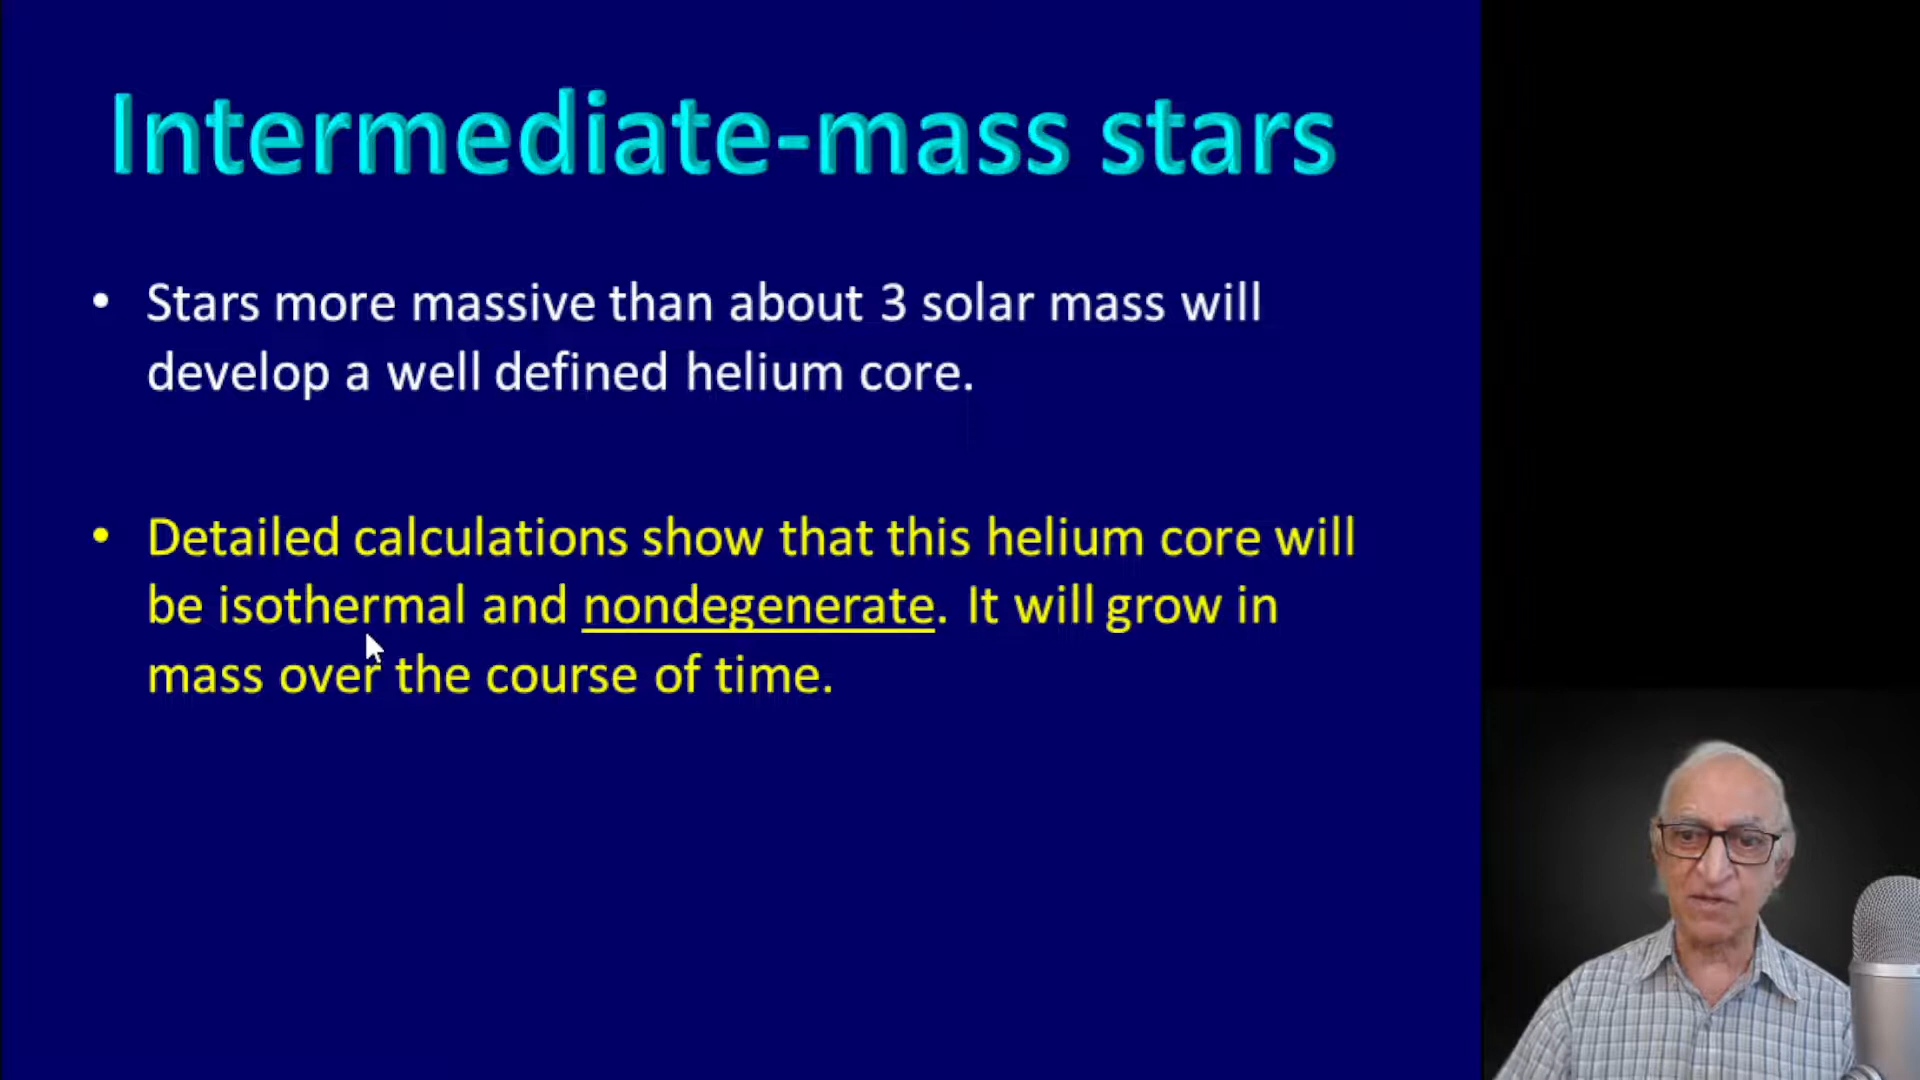 Intermediate-mass stars
• Stars more massive than about 3 solar mass will
develop a well defined helium core.
• Detailed calculations show that this helium core will
be isothermal and nondegenerate. It will grow in
mass over the course of time.